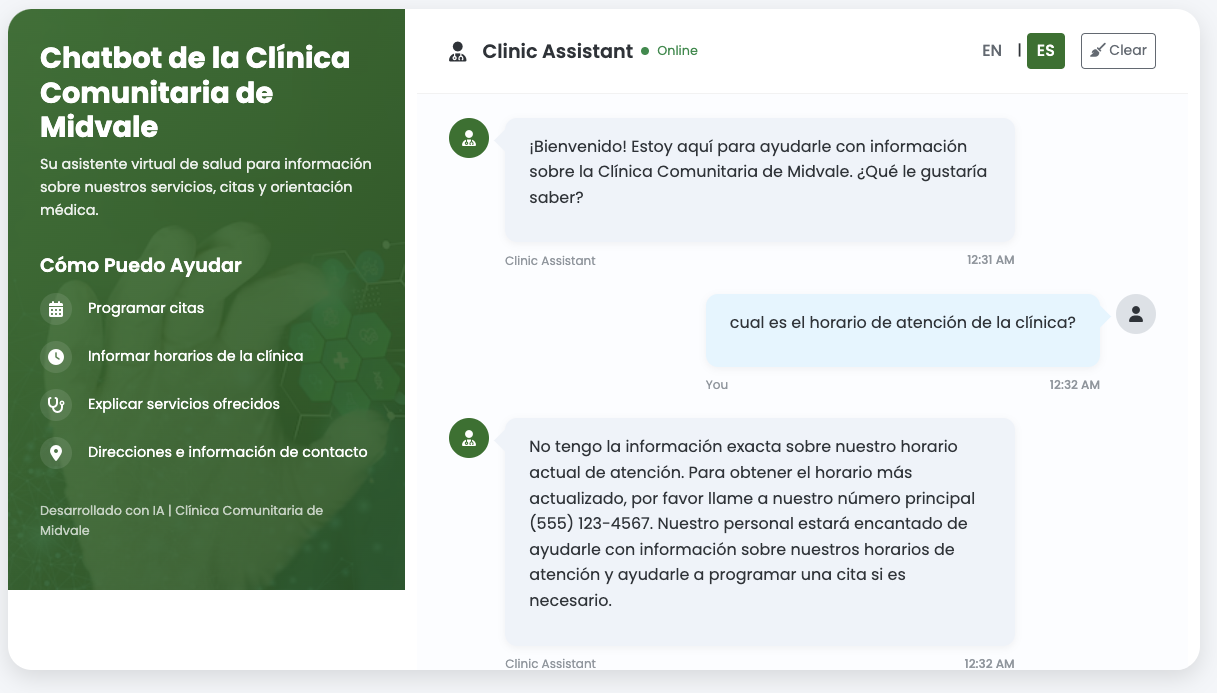 Chatbot de la Clínica
Comunitaria de
Midvale
Su asistente virtual de salud para información
sobre nuestros servicios, citas y orientación
médica.
Cómo Puedo Ayudar
Programar citas
Informar horarios de la clínica
Explicar servicios ofrecidos
Direcciones e información de contacto
Desarrollado con IA | Clínica Comunitaria de
Midvale
Clinic Assistant Online EN | ES Clear
¡Bienvenido! Estoy aquí para ayudarle con información
sobre la Clínica Comunitaria de Midvale. ¿Qué le gustaría
saber?
Clinic Assistant 12:31 AM
cual es el horario de atención de la clínica?
You 12:32 AM
No tengo la información exacta sobre nuestro horario
actual de atención. Para obtener el horario más
actualizado, por favor llame a nuestro número principal
(555) 123-4567. Nuestro personal estará encantado de
ayudarle con información sobre nuestros horarios de
atención y ayudarle a programar una cita si es
necesario.
Clinic Assistant 12:32 AM